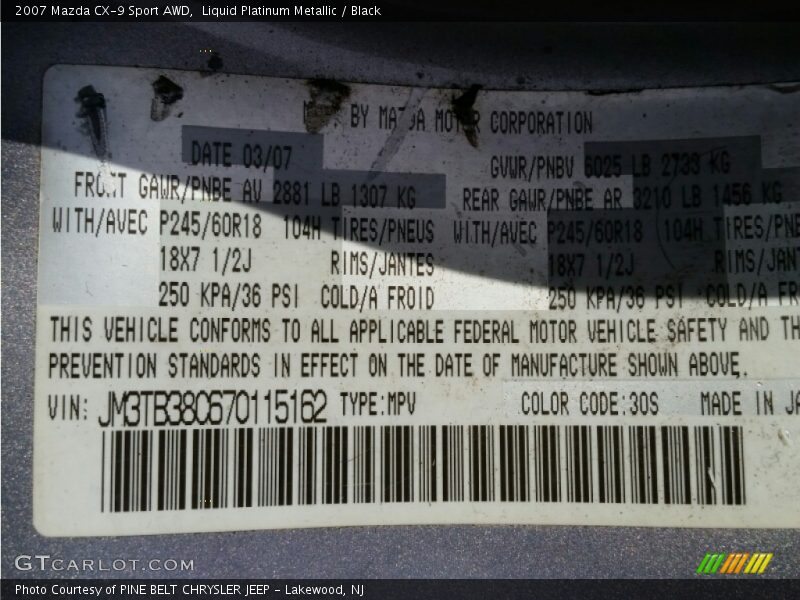 2007 Mazda CX-9 Sport AWD,  Liquid Platinum Metallic / Black
BY MAZDA MOTOR CORPORATION
DATE 03/07
GVWR/PNBV 6025 LB 2733 KG
FRONT GAWR/PNBE AV 2881 LB 1307 KG REAR GAWR/PNBE AR 3210 LB 1456 KG
WITH/AVEC P245/60R18 104H TIRES/PNEUS WITH/AVEC P245/60R18 104H TIRES/PNE
18X7 1/2J RIMS/JANTES 18X7 1/2J RIMS/JANT
250 KPA/36 PSI COLD/A FROID 250 KPA/36 PSI COLD/A FR
THIS VEHICLE CONFORMS TO ALL APPLICABLE FEDERAL MOTOR VEHICLE SAFETY AND TH
PREVENTION STANDARDS IN EFFECT ON THE DATE OF MANUFACTURE SHOWN ABOVE.
VIN: JM3TB38C670115162 TYPE:MPV COLOR CODE:30S MADE IN JA
GTCARLOT.COM
Photo Courtesy of PINE BELT CHRYSLER JEEP - Lakewood, NJ